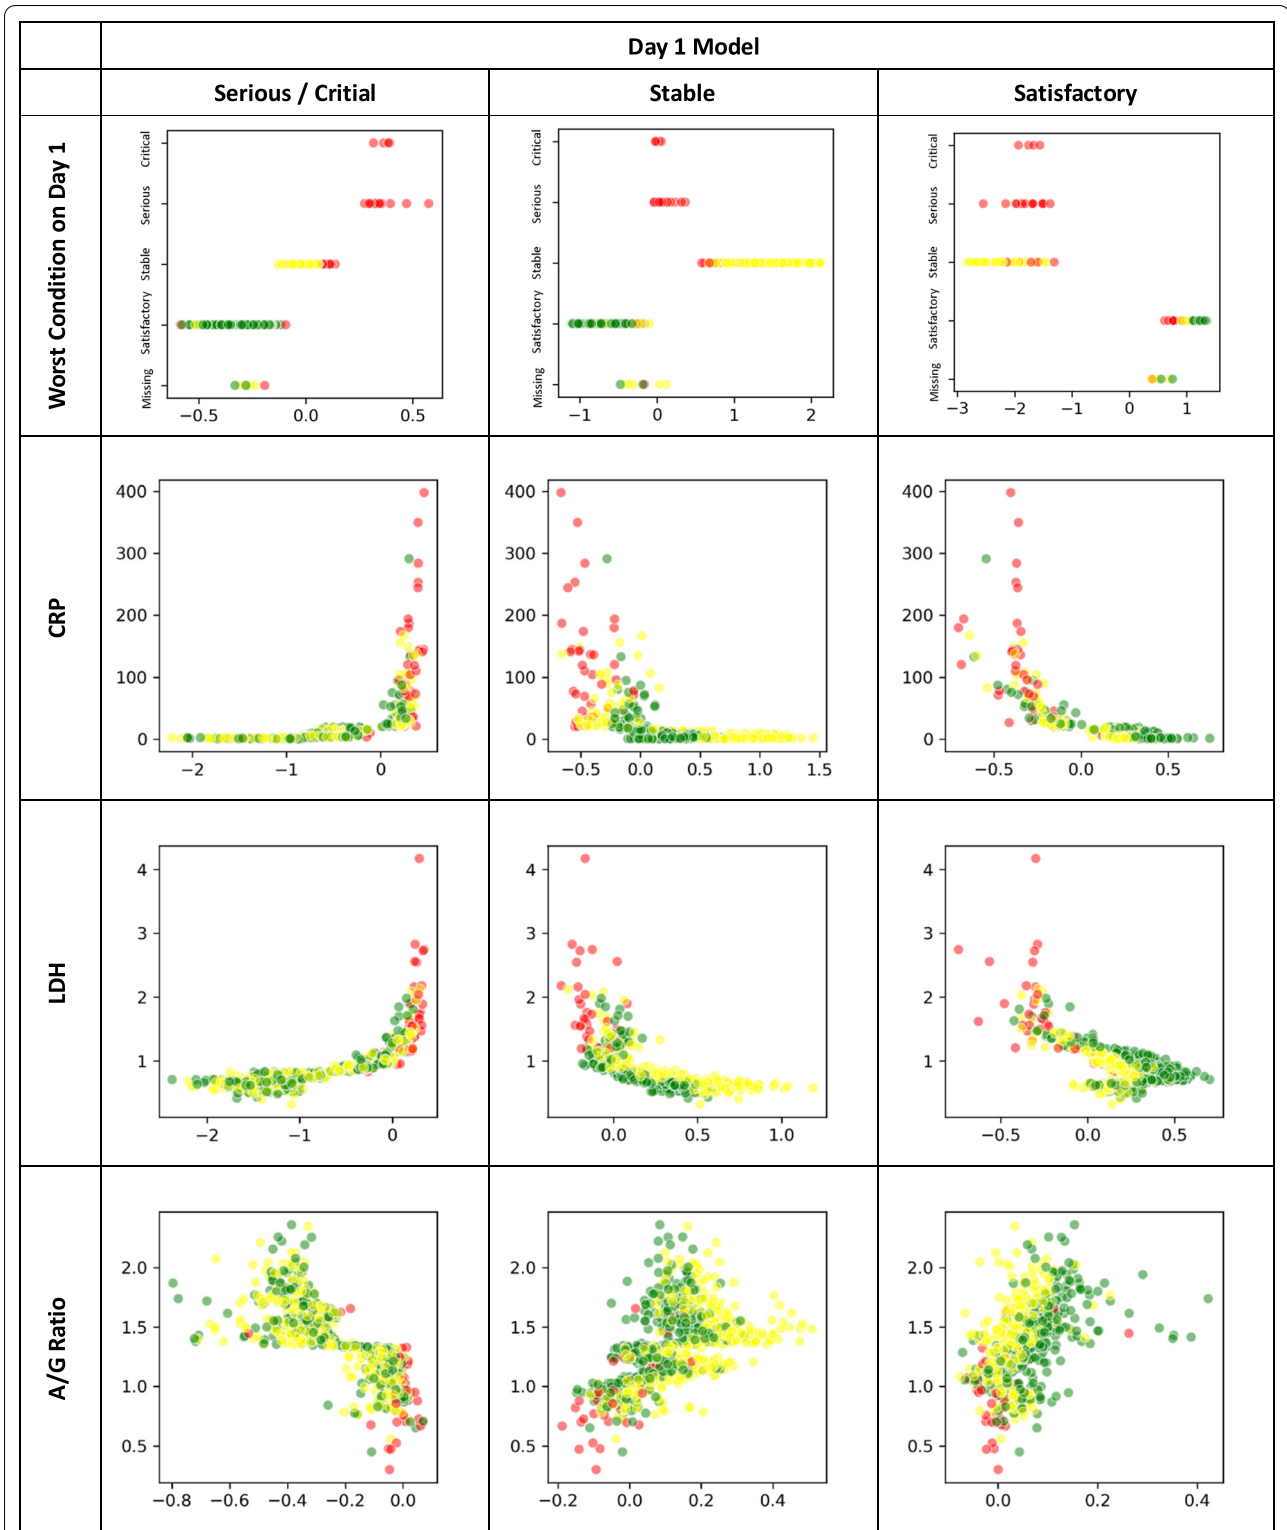 Day 1 Model
Serious / Critial
Stable
Satisfactory
Worst Condition on Day 1
Critical
Serious
Stable
Satisfactory
Missing
−0.5 0.0 0.5
Critical
Serious
Stable
Satisfactory
Missing
−1 0 1 2
Critical
Serious
Stable
Satisfactory
Missing
−3 −2 −1 0 1
CRP
400
300
200
100
0
−2 −1 0
400
300
200
100
0
−0.5 0.0 0.5 1.0 1.5
400
300
200
100
0
−0.5 0.0 0.5
LDH
4
3
2
1
−2 −1 0
4
3
2
1
0.0 0.5 1.0
4
3
2
1
−0.5 0.0 0.5
A/G Ratio
2.0
1.5
1.0
0.5
−0.8 −0.6 −0.4 −0.2 0.0
2.0
1.5
1.0
0.5
−0.2 0.0 0.2 0.4
2.0
1.5
1.0
0.5
0.0 0.2 0.4